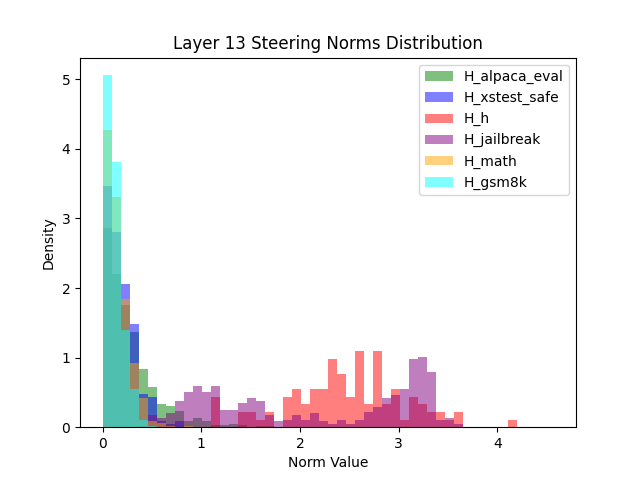 Layer 13 Steering Norms Distribution
H_alpaca_eval
H_xstest_safe
H_h
H_jailbreak
H_math
H_gsm8k
5
4
3
2
1
0
Density
0 1 2 3 4
Norm Value